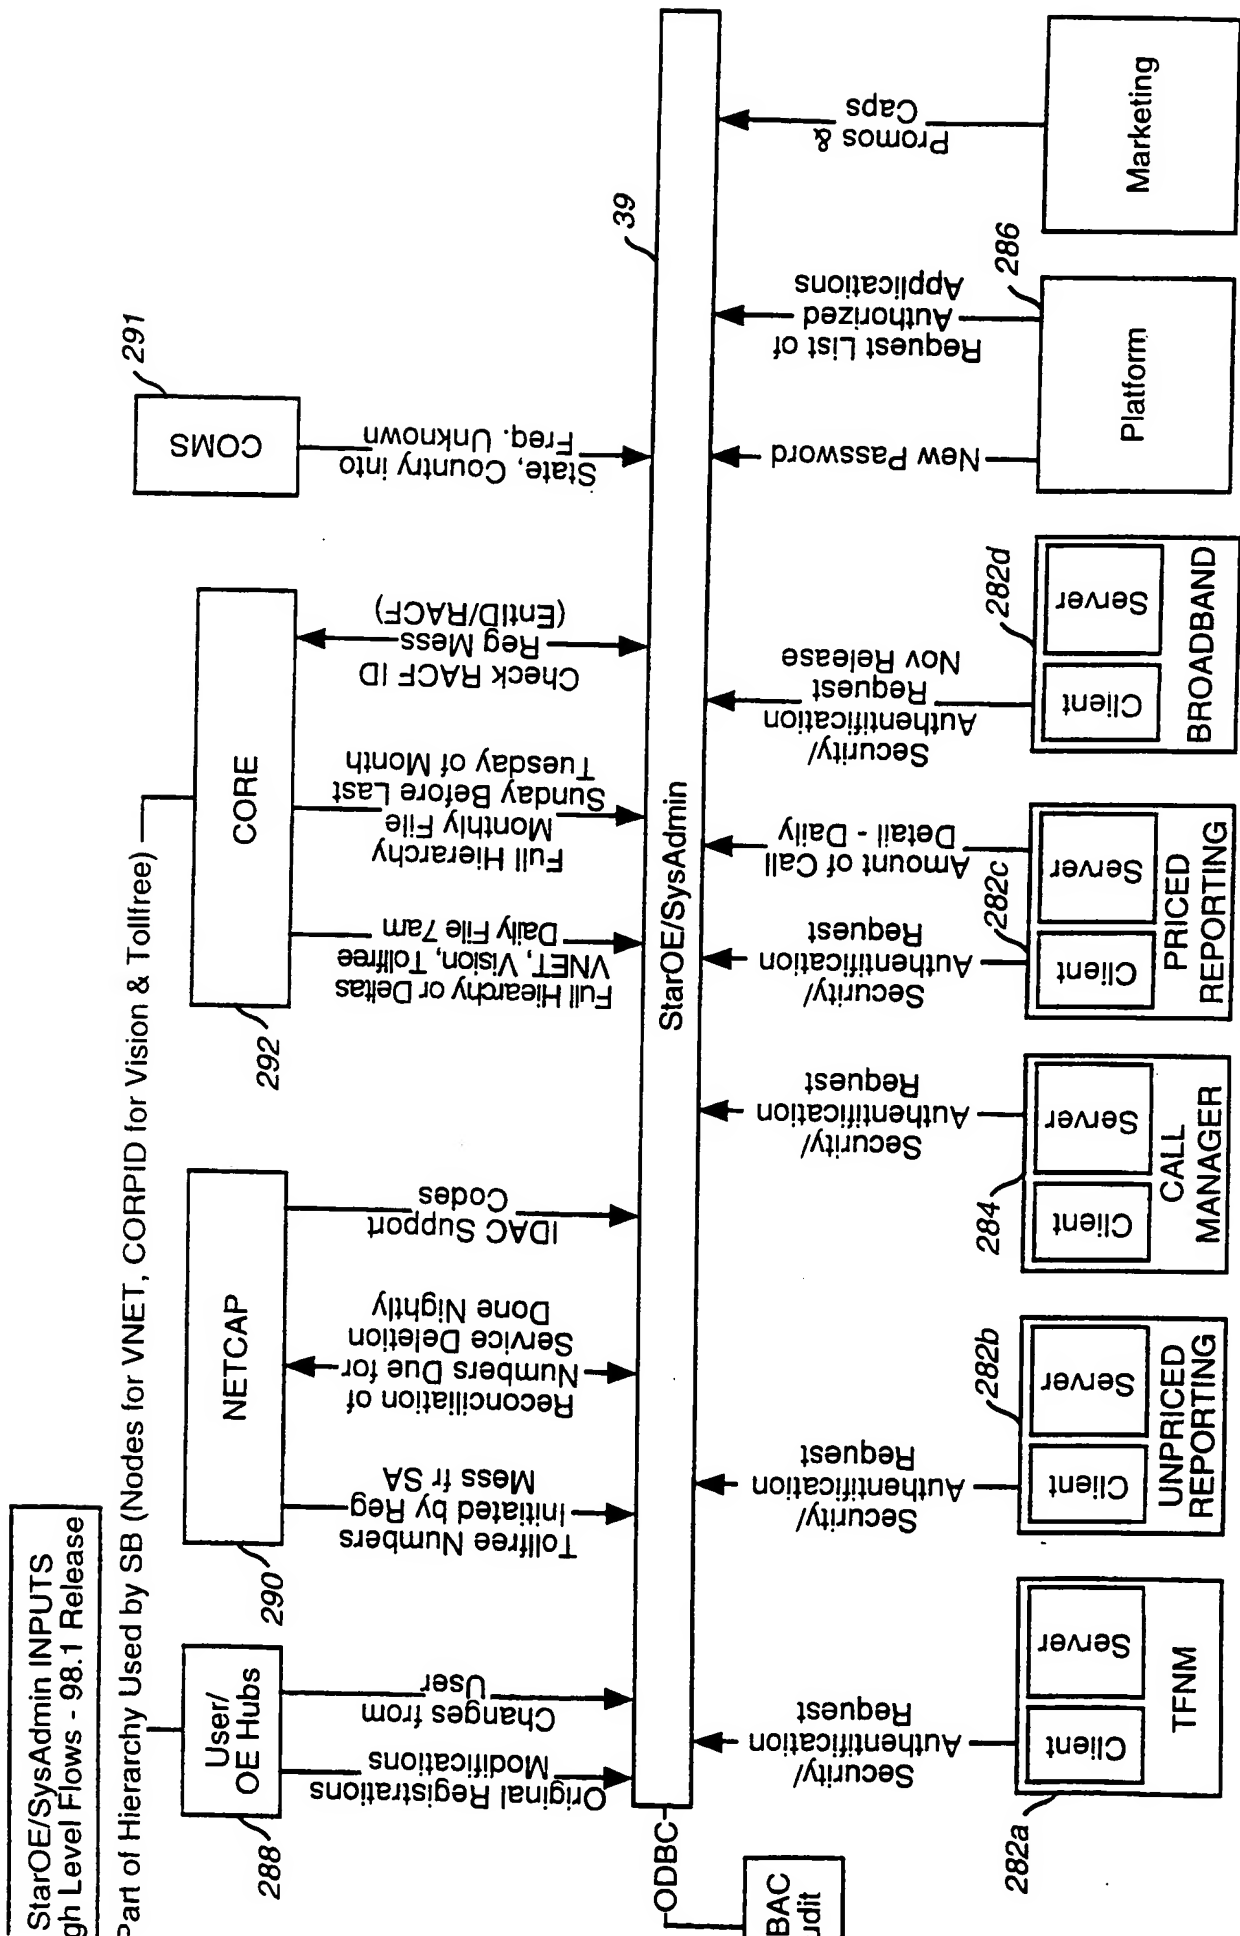 StarOE/SysAdmin INPUTS
gh Level Flows - 98.1 Release
Part of Hierarchy Used by SB (Nodes for VNET, CORPID for Vision & Tollfree)
User/
OE Hubs
288
NETCAP
290
CORE
292
COMS
291
Original Registrations
Modifications
Changes from
User
Tollfree Numbers
Initiated by Reg
Mess fr SA
Reconciliation of
Numbers Due for
Service Deletion
Done Nightly
IDAC Support
Codes
Full Hiearchy or Deltas
VNET, Vision, Tollfree
Daily File 7am
Full Hierarchy
Monthly File
Sunday Before Last
Tuesday of Month
Check RACF ID
Reg Mess
(EntID/RACF)
State, Country into
Freq. Unknown
ODBC
BAC
dit
StarOE/SysAdmin
39
Security/
Authentification
Request
Security/
Authentification
Request
Security/
Authentification
Request
Security/
Authentification
Request
Amount of Call
Detail - Daily
Security/
Authentification
Request
Nov Release
New Password
Request List of
Authorized
Applications
Promos &
Caps
282a
Client
Server
TFNM
282b
Client
Server
UNPRICED
REPORTING
284
Client
Server
CALL
MANAGER
282c
Client
Server
PRICED
REPORTING
282d
Client
Server
BROADBAND
286
Platform
Marketing